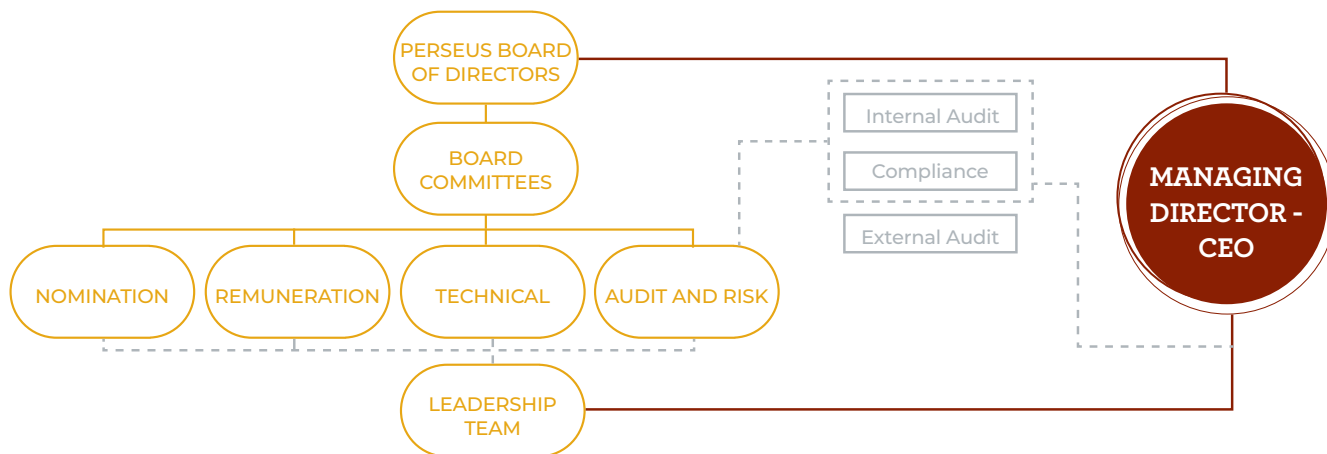 PERSEUS BOARD
OF DIRECTORS
Internal Audit
BOARD
COMMITTEES
Compliance
MANAGING
DIRECTOR -
CEO
External Audit
NOMINATION
REMUNERATION
TECHNICAL
AUDIT AND RISK
LEADERSHIP
TEAM